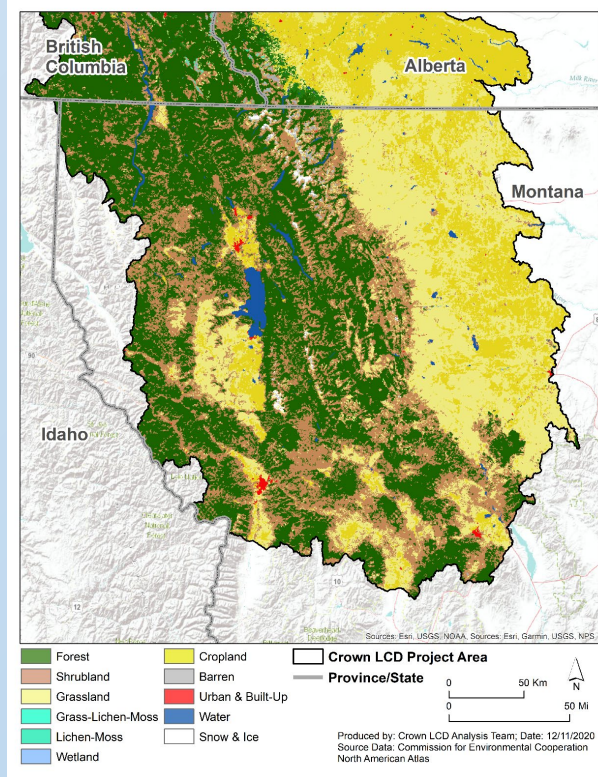 British
Columbia
Alberta
Montana
90
Idaho
10
12
Sources: Esri, USGS, NOAA, Sources: Esri, Garmin, USGS, NPS
Forest
Shrubland
Grassland
Grass-Lichen-Moss
Lichen-Moss
Wetland
Cropland
Barren
Urban & Built-Up
Water
Snow & Ice
Crown LCD Project Area
Province/State
0 50 Km
0 50 Mi
N
Produced by: Crown LCD Analysis Team; Date: 12/11/2020
Source Data: Commission for Environmental Cooperation
North American Atlas